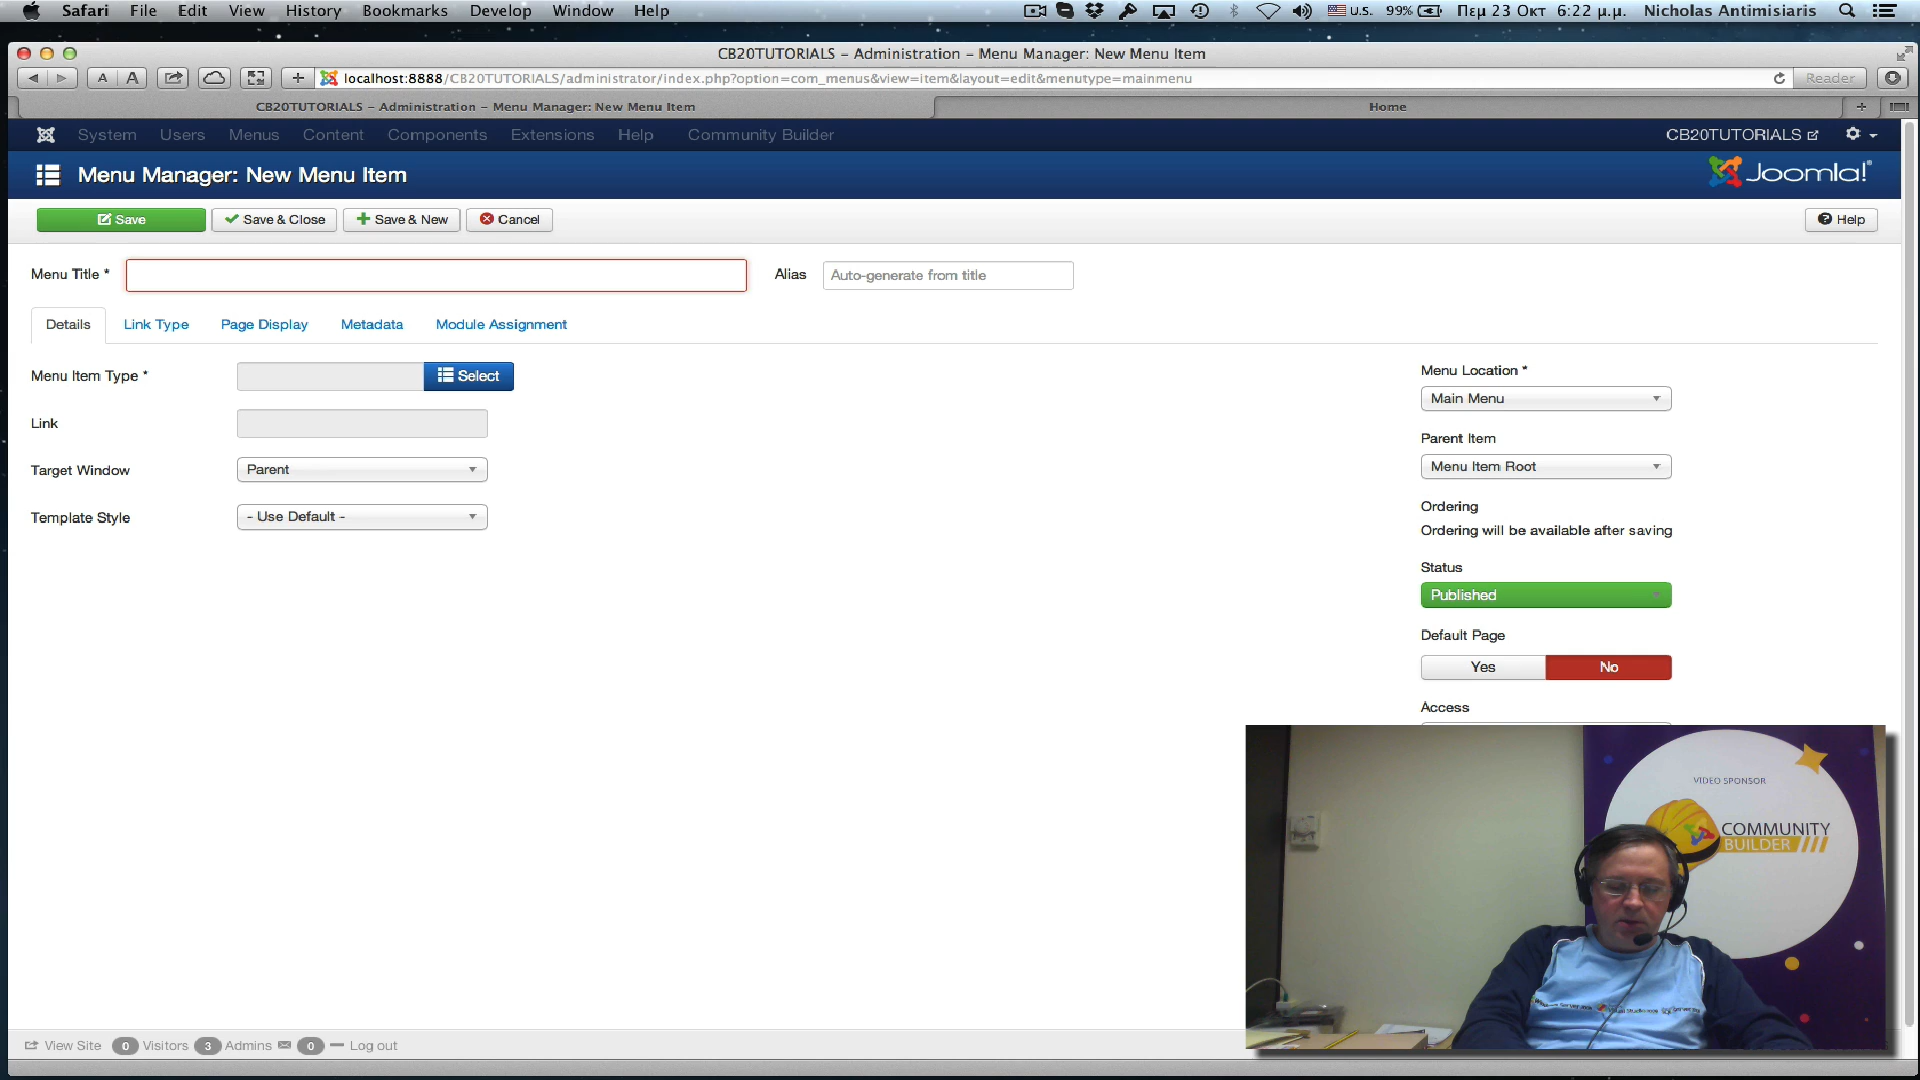 Safari File Edit View History Bookmarks Develop Window Help U.S. 99% Πεμ 23 Οκτ 6:22 μ.μ. Nicholas Antimisiaris
CB20TUTORIALS – Administration – Menu Manager: New Menu Item
A A localhost:8888/CB20TUTORIALS/administrator/index.php?option=com_menus&view=item&layout=edit&menutype=mainmenu Reader
CB20TUTORIALS – Administration – Menu Manager: New Menu Item Home
System Users Menus Content Components Extensions Help Community Builder CB20TUTORIALS
Menu Manager: New Menu Item Joomla!
Save Save & Close Save & New Cancel Help
Menu Title * Alias Auto-generate from title
Details Link Type Page Display Metadata Module Assignment
Menu Item Type * Select
Link
Target Window Parent
Template Style - Use Default -
Menu Location *
Main Menu
Parent Item
Menu Item Root
Ordering
Ordering will be available after saving
Status
Published
Default Page
Yes No
Access
VIDEO SPONSOR
COMMUNITY
BUILDER
View Site 0 Visitors 3 Admins 0 Log out